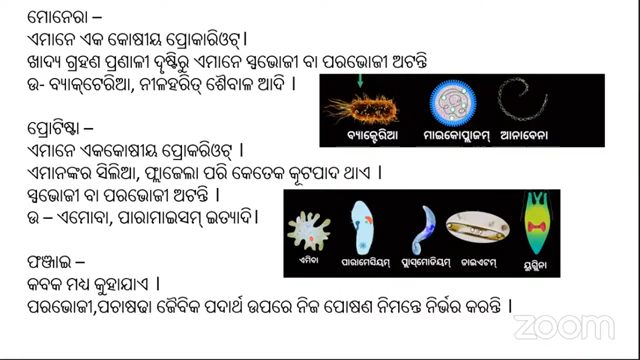 ମୋନେରା –
ଏମାନେ ଏକ କୋଷୀୟ ପ୍ରୋକାରିଓଟ୍ ।
ଖାଦ୍ୟ ଗ୍ରହଣ ପ୍ରଣାଳୀ ଦୃଷ୍ଟିରୁ ଏମାନେ ସ୍ୱଭୋଜୀ ବା ପରଭୋଜୀ ଅଟନ୍ତି
ଉ- ବ୍ୟାକ୍ଟେରିଆ, ନୀଳହରିତ୍ ଶୈବାଳ ଆଦି ।
ବ୍ୟାକ୍ଟେରିଆ ମାଇକୋପ୍ଲାଜମ୍ ଆନାବେନା
ପ୍ରୋଟିଷ୍ଟା –
ଏମାନେ ଏକକୋଷୀୟ ପ୍ରୋକରିଓଟ୍ ।
ଏମାନଙ୍କର ସିଲିଆ, ଫ୍ଲାଜେଲା ପରି କେତେକ କୂଟପାଦ ଥାଏ ।
ସ୍ୱଭୋଜୀ ବା ପରଭୋଜୀ ଅଟନ୍ତି ।
ଉ – ଏମୋବା, ପାରାମାଇସମ୍ ଇତ୍ୟାଦି।
ଏମିବା ପାରାମେସିୟମ୍ ପ୍ଲାସ୍ମୋଡିୟମ୍ ଡାଇଏଟମ୍ ୟୁଗ୍ଲିନା
ଫଞ୍ଜାଇ –
କବକ ମଧ୍ୟ କୁହାଯାଏ ।
ପରଭୋଜୀ,ପଚାଷଢା ଜୈବିକ ପଦାର୍ଥ ଉପରେ ନିଜ ପୋଷଣ ନିମନ୍ତେ ନିର୍ଭର କରନ୍ତି ।
zoom